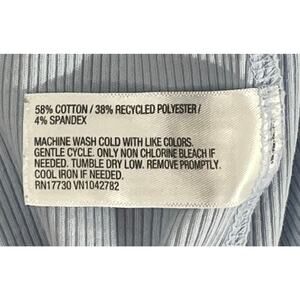 58% COTTON / 38% RECYCLED POLYESTER /
4% SPANDEX
MACHINE WASH COLD WITH LIKE COLORS.
GENTLE CYCLE. ONLY NON CHLORINE BLEACH IF
NEEDED. TUMBLE DRY LOW. REMOVE PROMPTLY.
COOL IRON IF NEEDED.
RN17730 VN1042782